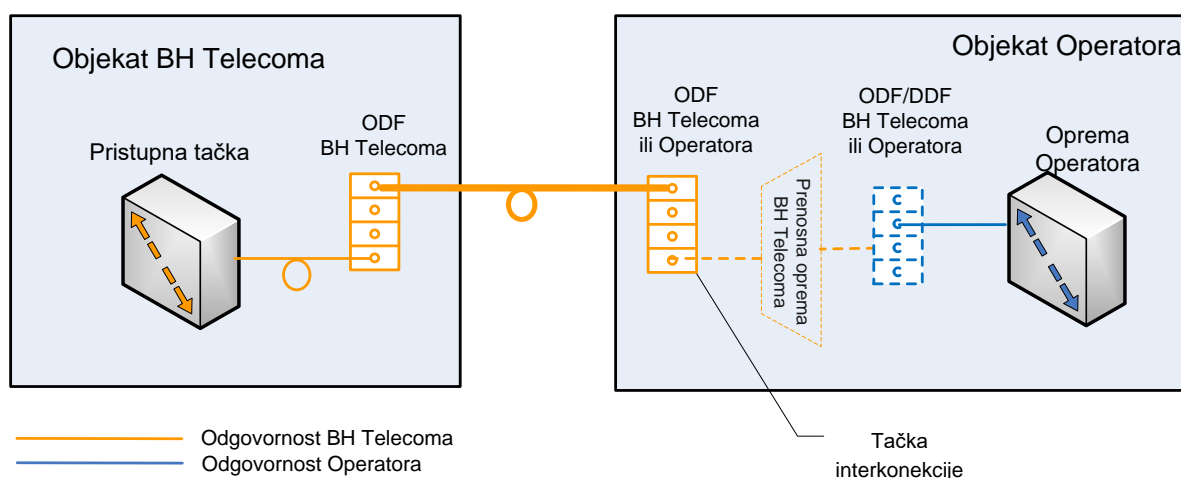 Objekat BH Telecoma
Pristupna tačka
ODF
BH Telecoma
Objekat Operatora
ODF
BH Telecoma
ili Operatora
Prenosna oprema
BH Telecoma
ODF/DDF
BH Telecoma
ili Operatora
Oprema
Operatora
Odgovornost BH Telecoma
Odgovornost Operatora
Tačka
interkonekcije